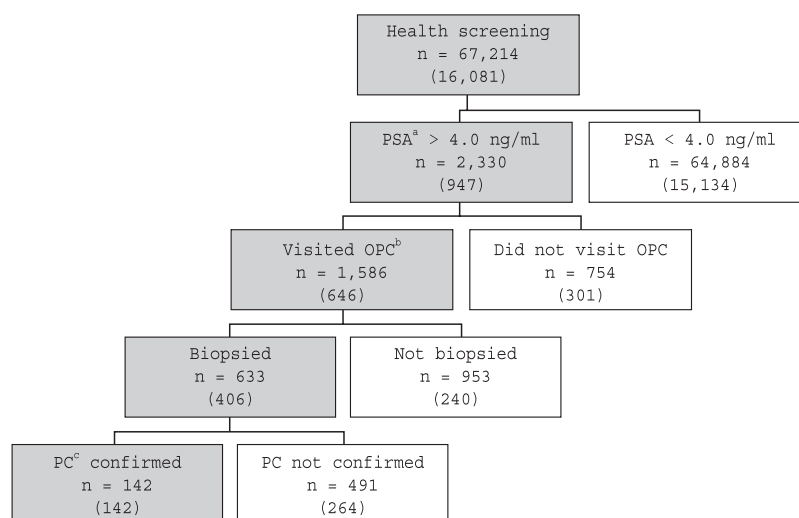 Health screening
n = 67,214
(16,081)
PSAᵃ > 4.0 ng/ml
n = 2,330
(947)
PSA < 4.0 ng/ml
n = 64,884
(15,134)
Visited OPCᵇ
n = 1,586
(646)
Did not visit OPC
n = 754
(301)
Biopsied
n = 633
(406)
Not biopsied
n = 953
(240)
PCᶜ confirmed
n = 142
(142)
PC not confirmed
n = 491
(264)